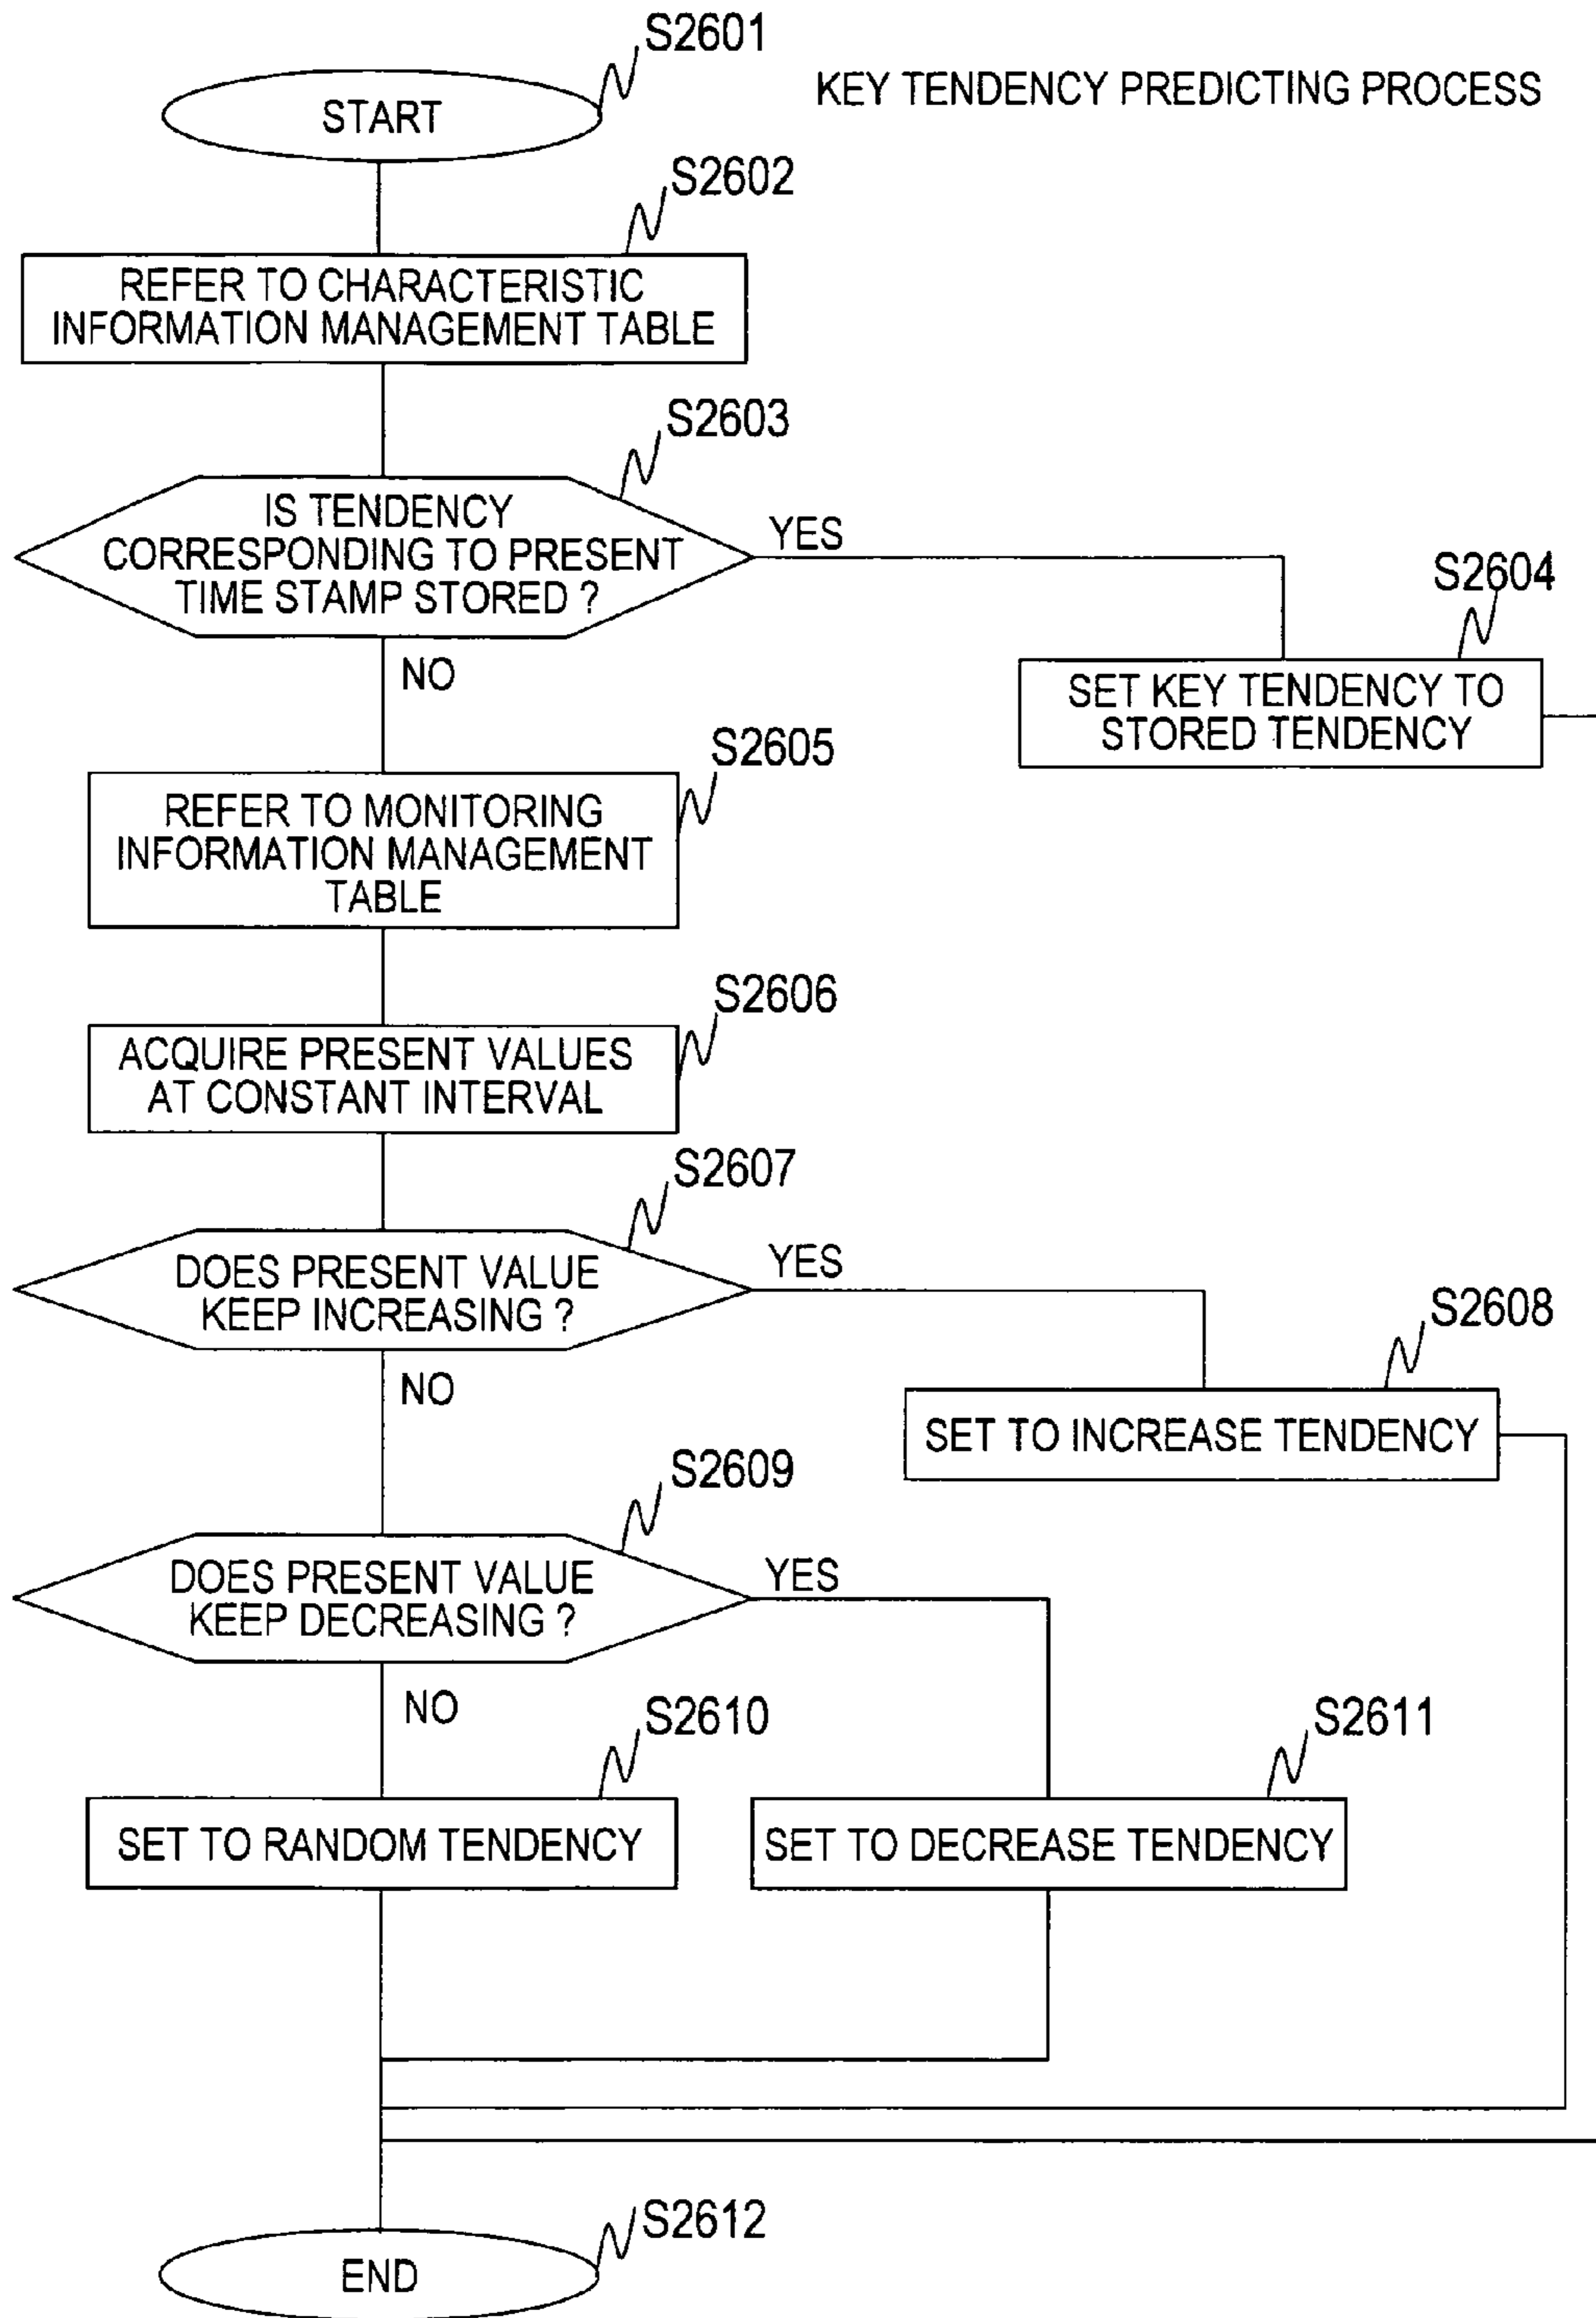 S2601
KEY TENDENCY PREDICTING PROCESS
START
S2602
REFER TO CHARACTERISTIC
INFORMATION MANAGEMENT TABLE
S2603
IS TENDENCY
CORRESPONDING TO PRESENT
TIME STAMP STORED ?
YES
NO
S2604
SET KEY TENDENCY TO
STORED TENDENCY
S2605
REFER TO MONITORING
INFORMATION MANAGEMENT
TABLE
S2606
ACQUIRE PRESENT VALUES
AT CONSTANT INTERVAL
S2607
DOES PRESENT VALUE
KEEP INCREASING ?
YES
NO
S2608
SET TO INCREASE TENDENCY
S2609
DOES PRESENT VALUE
KEEP DECREASING ?
YES
NO
S2610
SET TO RANDOM TENDENCY
S2611
SET TO DECREASE TENDENCY
S2612
END